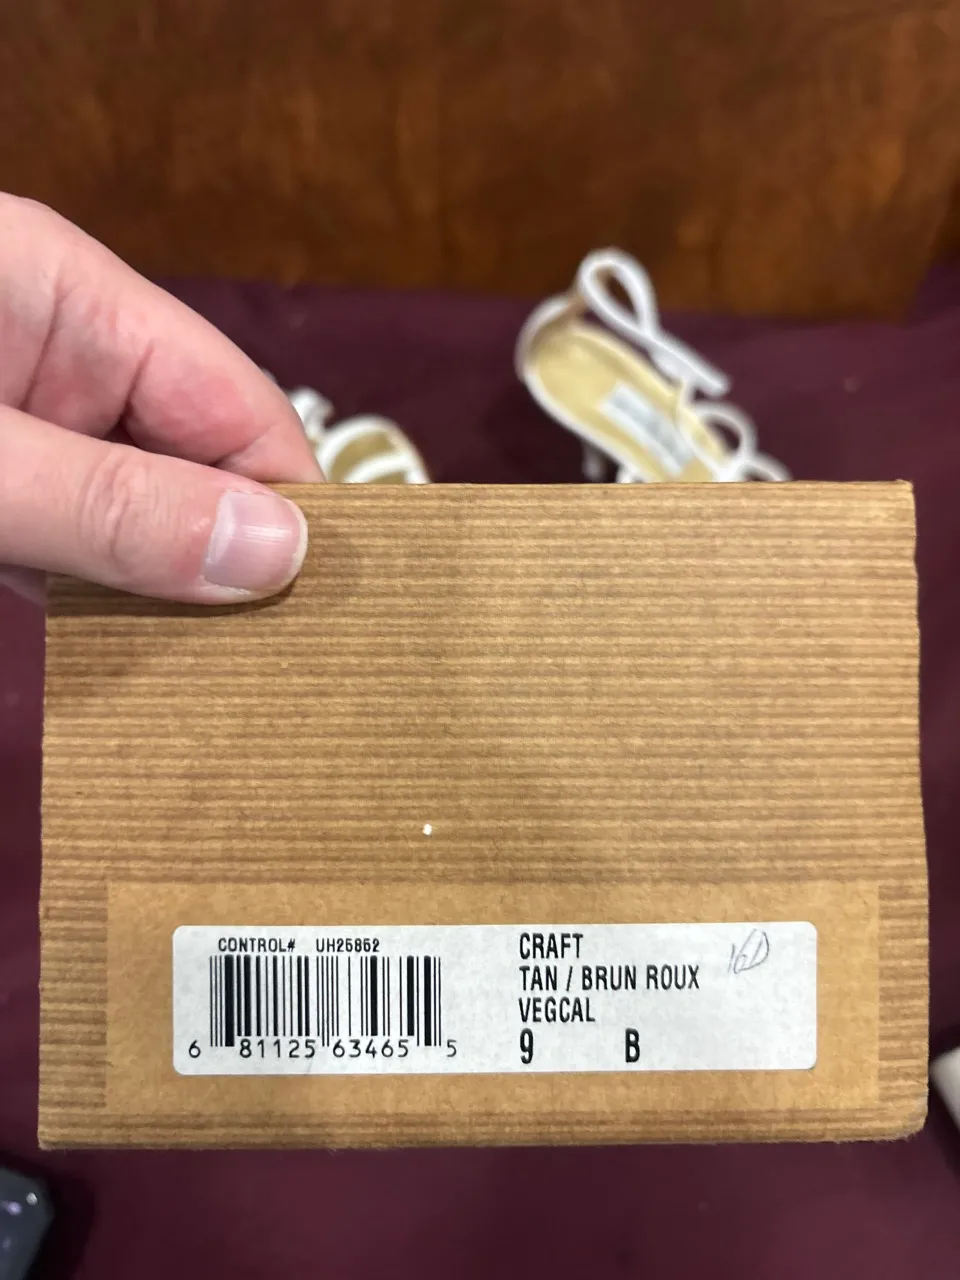 CONTROL# UH25852
6 81125 63465 5
CRAFT
TAN / BRUN ROUX
VEGCAL
9 B